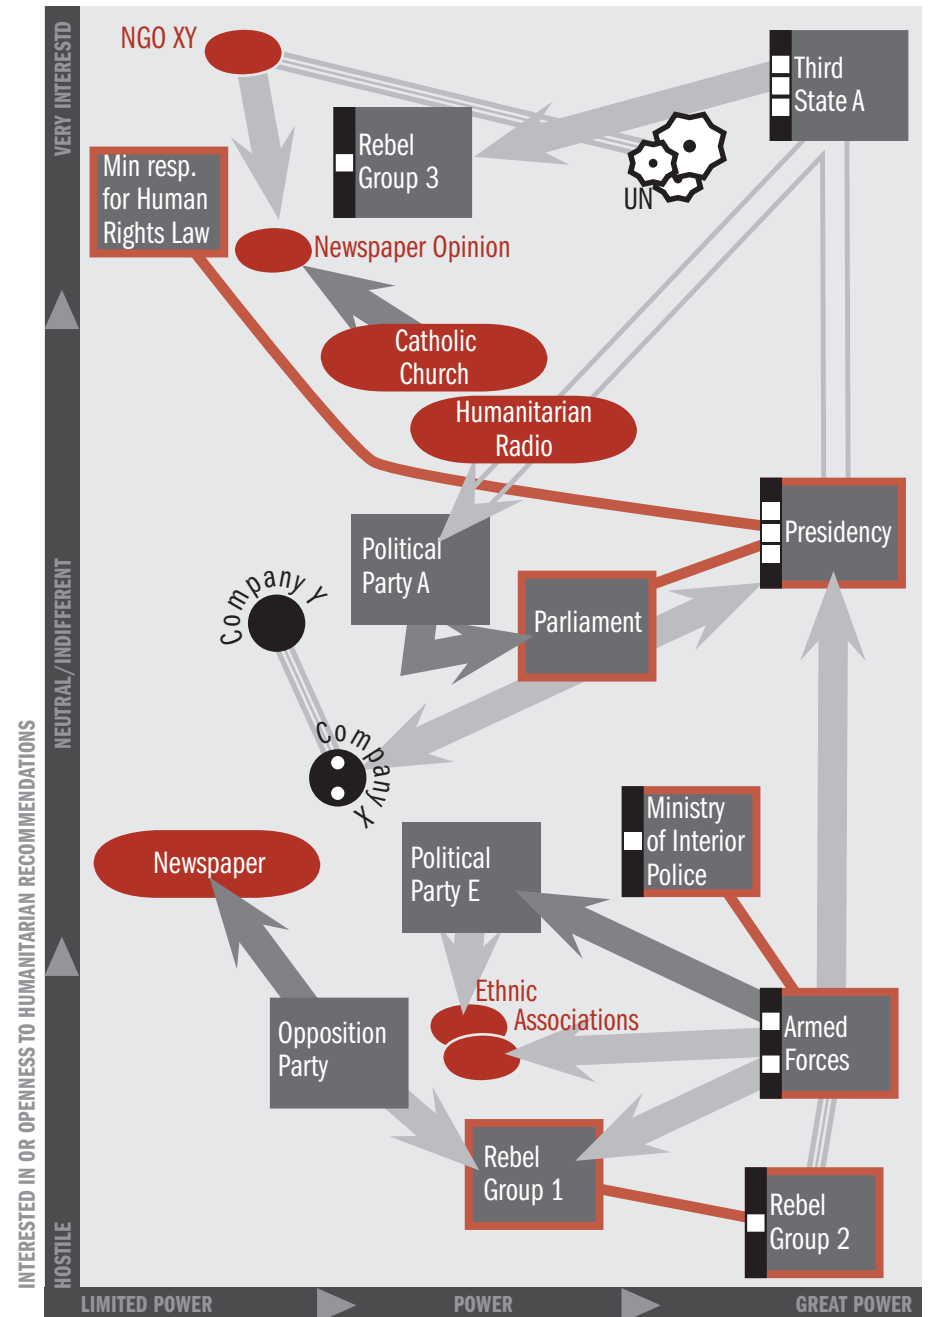 NGO XY
VERY INTERESTD
Third
State A
Rebel
Group 3
Min resp.
for Human
Rights Law
UN
Newspaper Opinion
Catholic
Church
Humanitarian
Radio
Presidency
Political
Party A
Parliament
Company Y
NEUTRAL/INDIFFERENT
Company X
INTERESTED IN OR OPENNESS TO HUMANITARIAN RECOMMENDATIONS
Ministry
of Interior
Police
Newspaper
Political
Party E
Ethnic
Associations
Opposition
Party
Armed
Forces
Rebel
Group 1
Rebel
Group 2
HOSTILE
LIMITED POWER
POWER
GREAT POWER